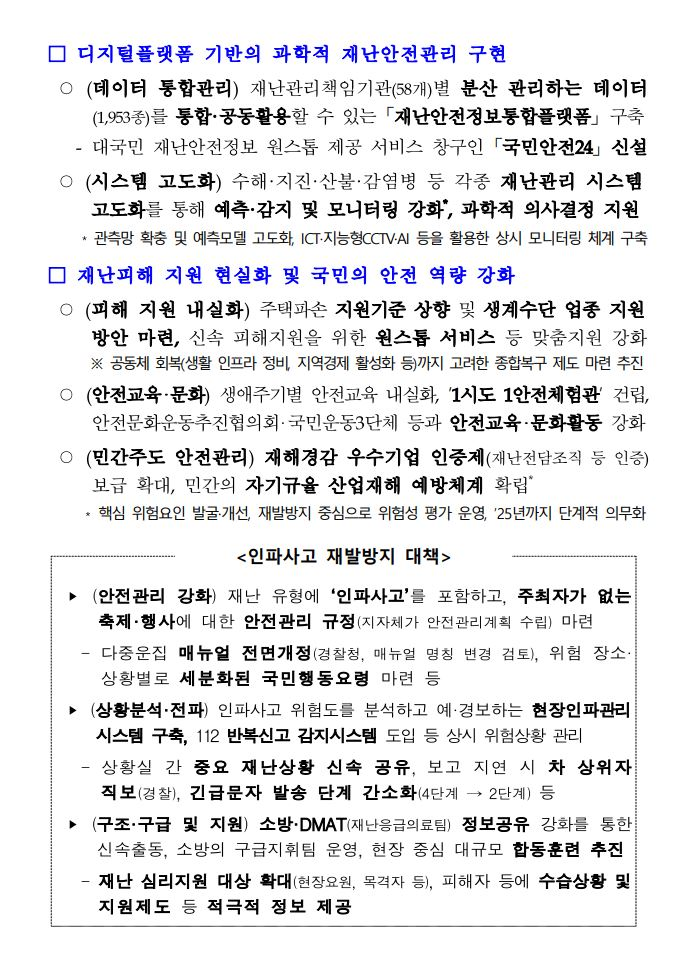 □ 디지털플랫폼 기반의 과학적 재난안전관리 구현
○ (데이터 통합관리) 재난관리책임기관(58개)별 분산 관리하는 데이터
(1,953종)를 통합·공동활용할 수 있는 「재난안전정보통합플랫폼」 구축
- 대국민 재난안전정보 원스톱 제공 서비스 창구인 「국민안전24」 신설
○ (시스템 고도화) 수해·지진·산불·감염병 등 각종 재난관리 시스템
고도화를 통해 예측·감지 및 모니터링 강화*, 과학적 의사결정 지원
* 관측망 확충 및 예측모델 고도화, ICT·지능형CCTV·AI 등을 활용한 상시 모니터링 체계 구축
□ 재난피해 지원 현실화 및 국민의 안전 역량 강화
○ (피해 지원 내실화) 주택파손 지원기준 상향 및 생계수단 업종 지원
방안 마련, 신속 피해지원을 위한 원스톱 서비스 등 맞춤지원 강화
※ 공동체 회복(생활 인프라 정비, 지역경제 활성화 등)까지 고려한 종합복구 제도 마련 추진
○ (안전교육·문화) 생애주기별 안전교육 내실화, '1시도 1안전체험관' 건립,
안전문화운동추진협의회·국민운동3단체 등과 안전교육·문화활동 강화
○ (민간주도 안전관리) 재해경감 우수기업 인증제(재난전담조직 등 인증)
보급 확대, 민간의 자기규율 산업재해 예방체계 확립*
* 핵심 위험요인 발굴·개선, 재발방지 중심으로 위험성 평가 운영, '25년까지 단계적 의무화
<인파사고 재발방지 대책>
▶ (안전관리 강화) 재난 유형에 '인파사고'를 포함하고, 주최자가 없는
축제·행사에 대한 안전관리 규정(지자체가 안전관리계획 수립) 마련
- 다중운집 매뉴얼 전면개정(경찰청, 매뉴얼 명칭 변경 검토), 위험 장소·
상황별로 세분화된 국민행동요령 마련 등
▶ (상황분석·전파) 인파사고 위험도를 분석하고 예·경보하는 현장인파관리
시스템 구축, 112 반복신고 감지시스템 도입 등 상시 위험상황 관리
- 상황실 간 중요 재난상황 신속 공유, 보고 지연 시 차 상위자
직보(경찰), 긴급문자 발송 단계 간소화(4단계 → 2단계) 등
▶ (구조·구급 및 지원) 소방·DMAT(재난응급의료팀) 정보공유 강화를 통한
신속출동, 소방의 구급지휘팀 운영, 현장 중심 대규모 합동훈련 추진
- 재난 심리지원 대상 확대(현장요원, 목격자 등), 피해자 등에 수습상황 및
지원제도 등 적극적 정보 제공